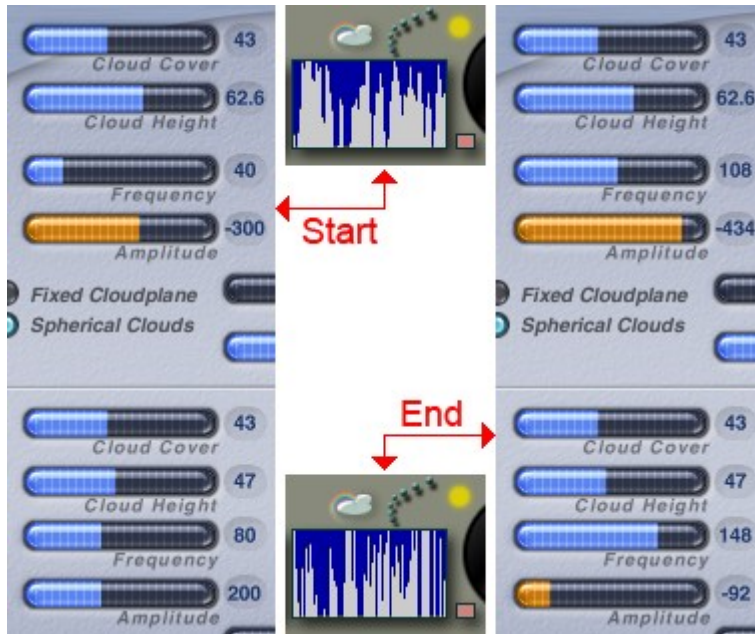 43
Cloud Cover
62.6
Cloud Height
40
Frequency
-300
Amplitude
Fixed Cloudplane
Spherical Clouds
43
Cloud Cover
47
Cloud Height
80
Frequency
200
Amplitude
Start
End
43
Cloud Cover
62.6
Cloud Height
108
Frequency
-434
Amplitude
Fixed Cloudplane
Spherical Clouds
43
Cloud Cover
47
Cloud Height
148
Frequency
-92
Amplitude